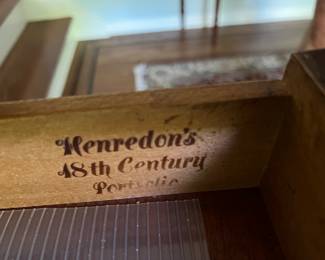 Henredon's
18th Century
Portfolio